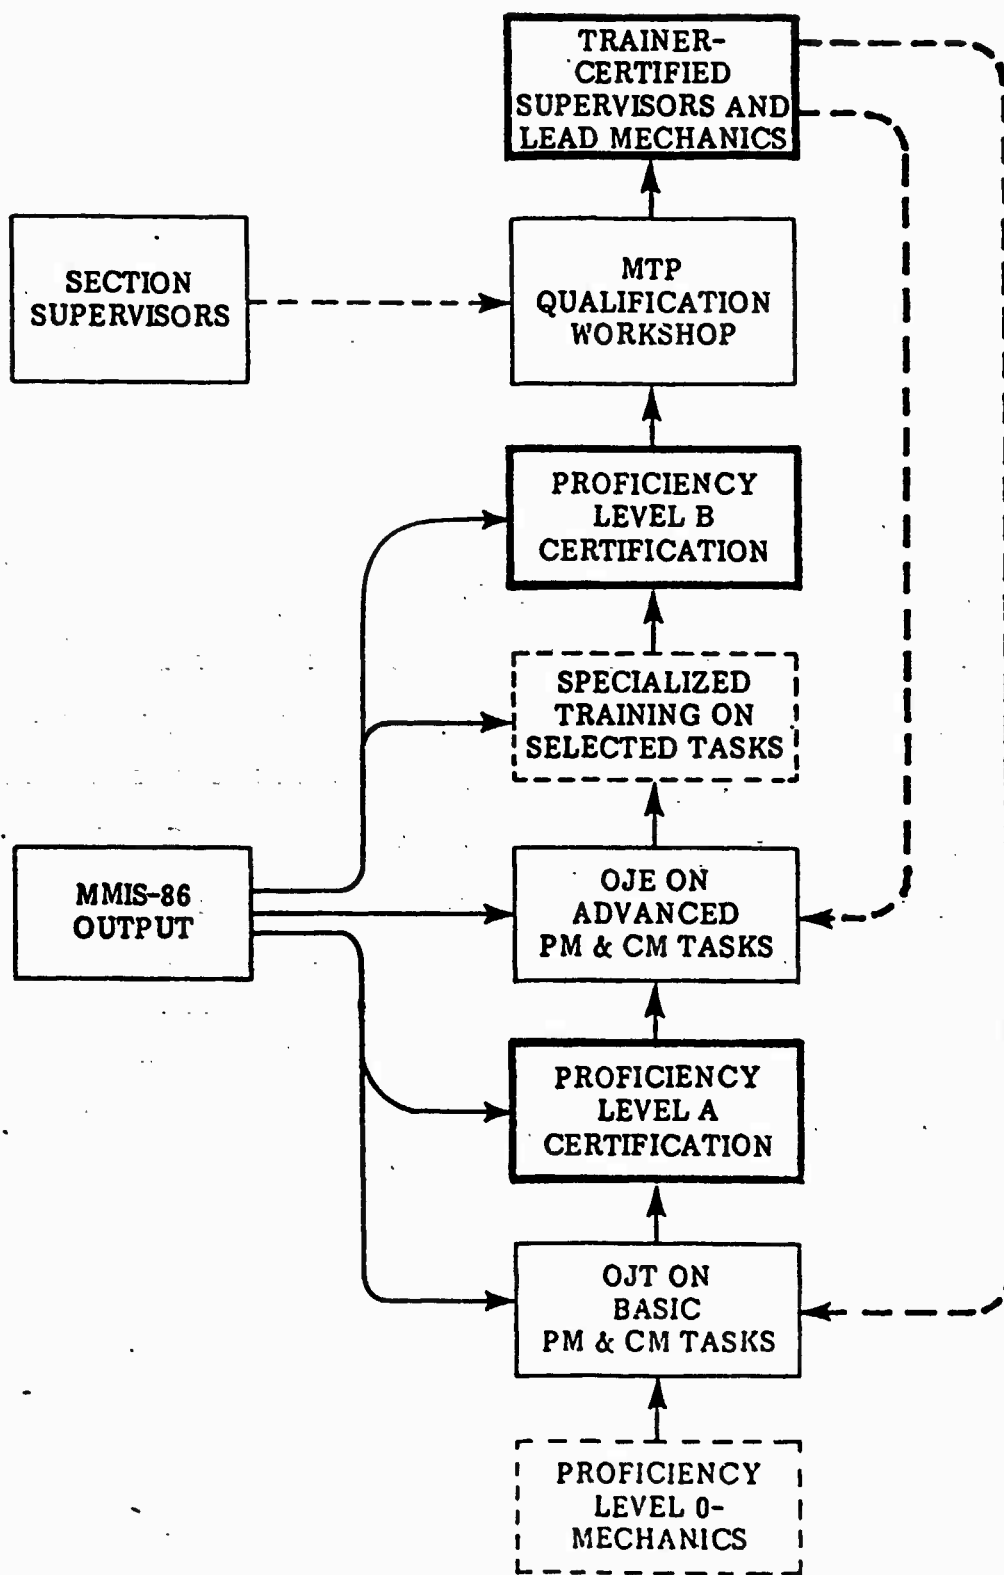 TRAINER-
CERTIFIED
SUPERVISORS AND
LEAD MECHANICS
SECTION
SUPERVISORS
MTP
QUALIFICATION
WORKSHOP
PROFICIENCY
LEVEL B
CERTIFICATION
SPECIALIZED
TRAINING ON
SELECTED TASKS
MMIS-86
OUTPUT
OJE ON
ADVANCED
PM & CM TASKS
PROFICIENCY
LEVEL A
CERTIFICATION
OJT ON
BASIC
PM & CM TASKS
PROFICIENCY
LEVEL 0-
MECHANICS